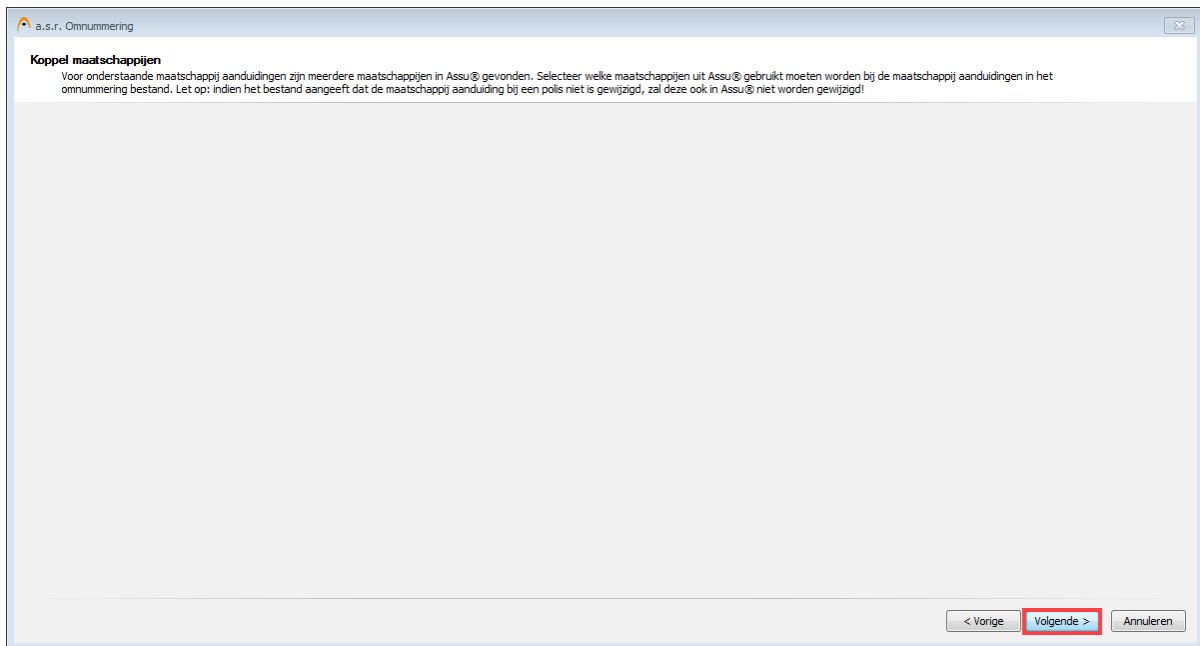 a.s.r. Omnummering
Koppel maatschappijen
Voor onderstaande maatschappij aanduidingen zijn meerdere maatschappijen in Assu® gevonden. Selecteer welke maatschappijen uit Assu® gebruikt moeten worden bij de maatschappij aanduidingen in het
omnummering bestand. Let op: indien het bestand aangeeft dat de maatschappij aanduiding bij een polis niet is gewijzigd, zal deze ook in Assu® niet worden gewijzigd!
< Vorige
Volgende >
Annuleren